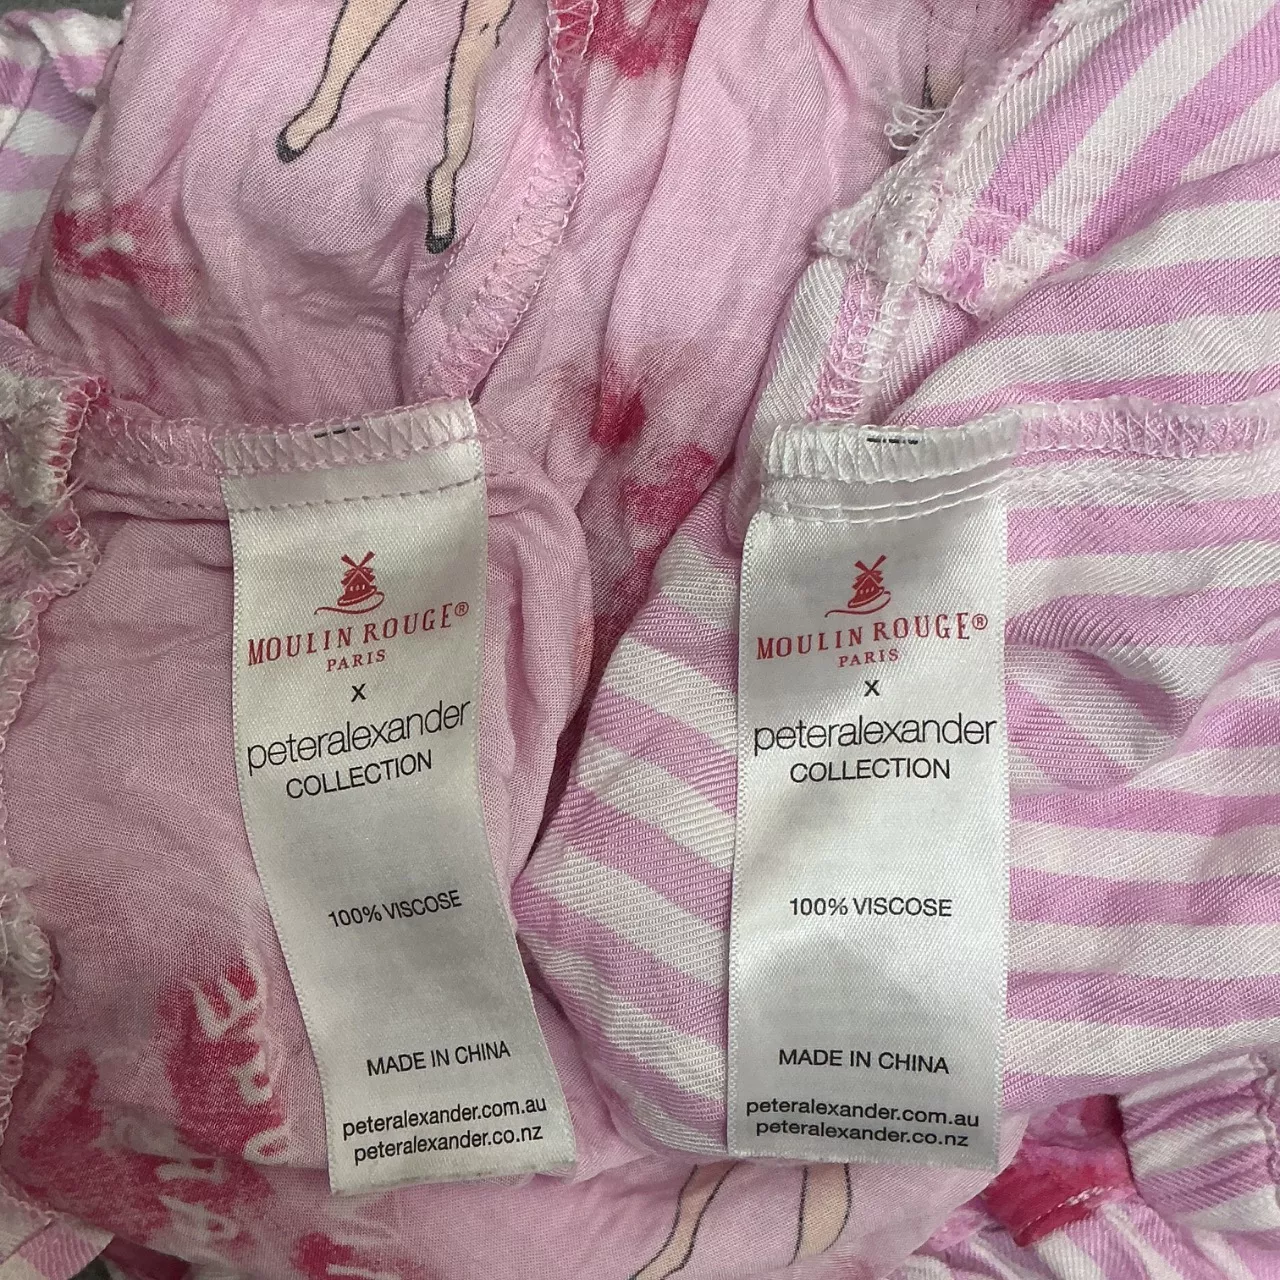 MOULIN ROUGE®
PARIS
X
peteralexander
COLLECTION
100% VISCOSE
MADE IN CHINA
peteralexander.com.au
peteralexander.co.nz
MOULIN ROUGE®
PARIS
X
peteralexander
COLLECTION
100% VISCOSE
MADE IN CHINA
peteralexander.com.au
peteralexander.co.nz